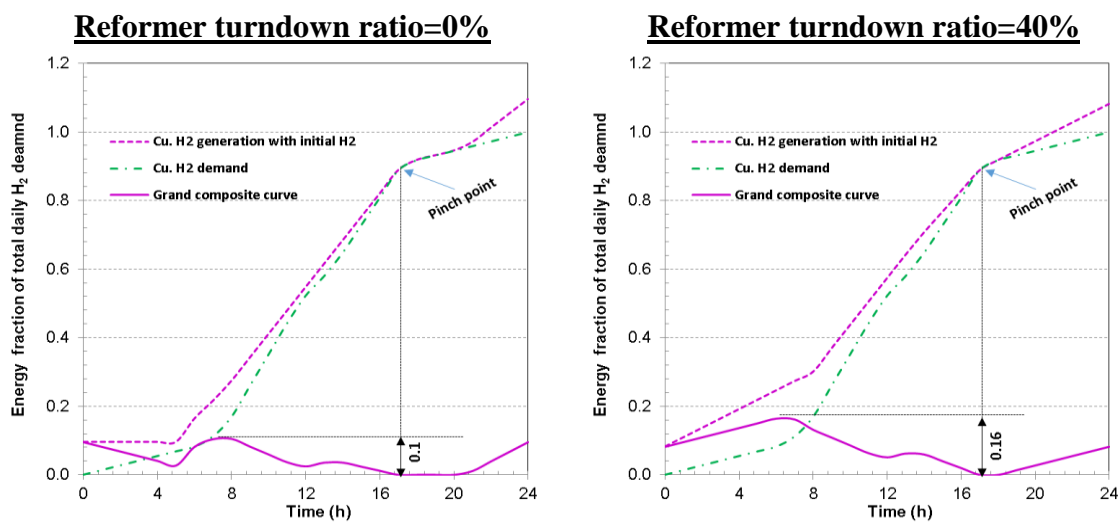 Reformer turndown ratio=0%
Energy fraction of total daily H2 deamnd
1.2
1.0
0.8
0.6
0.4
0.2
0.0
Cu. H2 generation with initial H2
Cu. H2 demand
Grand composite curve
Pinch point
0.1
0
4
8
12
16
20
24
Time (h)
Reformer turndown ratio=40%
Energy fraction of total daily H2 deamnd
1.2
1.0
0.8
0.6
0.4
0.2
0.0
Cu. H2 generation with initial H2
Cu. H2 demand
Grand composite curve
Pinch point
0.16
0
4
8
12
16
20
24
Time (h)